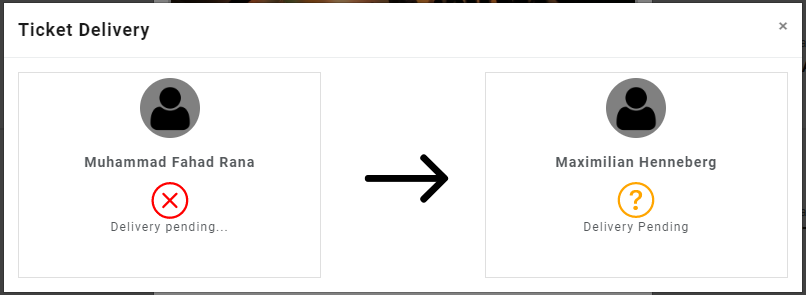 Ticket Delivery
×
Muhammad Fahad Rana
Delivery pending...
Maximilian Henneberg
?
Delivery Pending